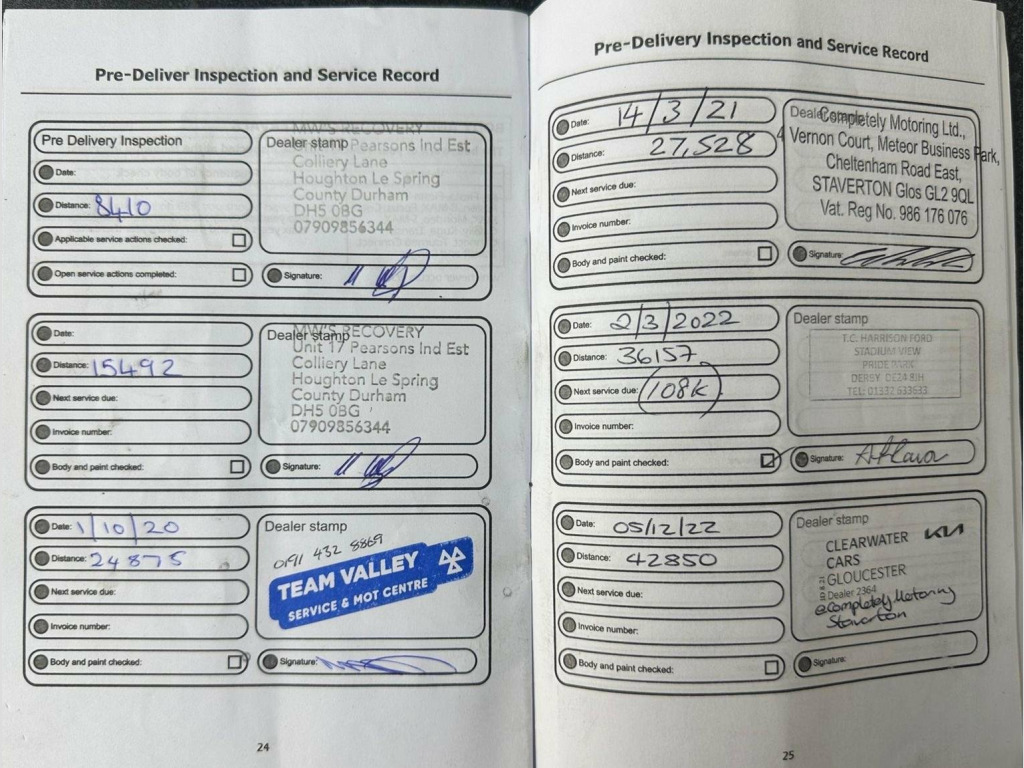 Pre-Deliver Inspection and Service Record
Pre Delivery Inspection
Date:
Distance: 8410
Applicable service actions checked:
Open service actions completed:
MW'S RECOVERY
Dealer stamp Pearsons Ind Est
Colliery Lane
Houghton Le Spring
County Durham
DH5 0BG
07909856344
Signature:
Date:
Distance: 15492
Next service due:
Invoice number:
Body and paint checked:
MW'S RECOVERY
Dealer stamp
Unit 17 Pearsons Ind Est
Colliery Lane
Houghton Le Spring
County Durham
DH5 0BG
07909856344
Signature:
Date: 1/10/20
Distance: 24875
Next service due:
Invoice number:
Body and paint checked:
Dealer stamp
0191 432 8869
TEAM VALLEY
SERVICE & MOT CENTRE
Signature:
24
Pre-Delivery Inspection and Service Record
Date: 14/3/21
Distance: 27,528
Next service due:
Invoice number:
Body and paint checked:
Dealer
Completely Motoring Ltd.,
Vernon Court, Meteor Business Park,
Cheltenham Road East,
STAVERTON Glos GL2 9QL
Vat. Reg No. 986 176 076
Signature:
Date: 2/3/2022
Distance: 36157
Next service due: 108K
Invoice number:
Body and paint checked:
Dealer stamp
T.C. HARRISON FORD
STADIUM VIEW
PRIDE PARK
DERBY DE24 8JH
TEL: 01332 633633
Signature:
Date: 05/12/22
Distance: 42850
Next service due:
Invoice number:
Body and paint checked:
Dealer stamp
KIA
CLEARWATER
CARS
GLOUCESTER
Dealer 2364
@Completely Motoring
Staverton
Signature:
25